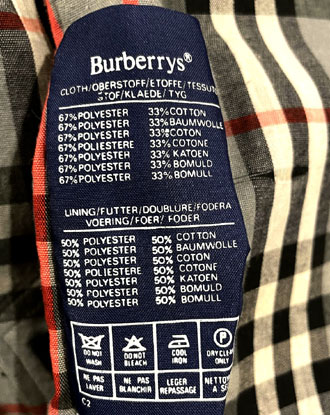 Burberrys®
CLOTH/OBERSTOFF/ETOFFE/TESSUTO
STOF/KLAEDE/TYG
67% POLYESTER 33% COTTON
67% POLYESTER 33% BAUMWOLLE
67% POLYESTER 33% COTON
67% POLIESTERE 33% COTONE
67% POLYESTER 33% KATOEN
67% POLYESTER 33% BOMULD
67% POLYESTER 33% BOMULL
LINING/FUTTER/DOUBLURE/FODERA
VOERING/FOER/FODER
50% POLYESTER 50% COTTON
50% POLYESTER 50% BAUMWOLLE
50% POLYESTER 50% COTON
50% POLIESTERE 50% COTONE
50% POLYESTER 50% KATOEN
50% POLYESTER 50% BOMULD
50% POLYESTER 50% BOMULL
DO NOT WASH
DO NOT BLEACH
COOL IRON
P
DRY CLEAN ONLY
NE PAS LAVER
NE PAS BLANCHIR
LEGER REPASSAGE
A SEC
C2